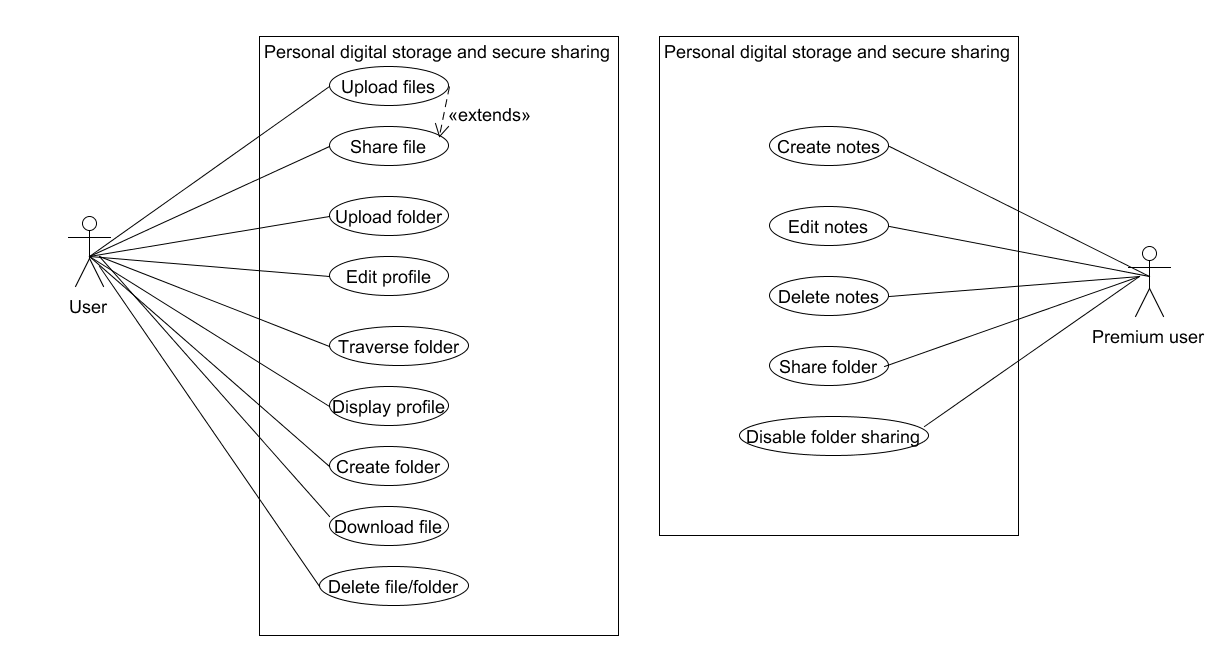 Personal digital storage and secure sharing
Upload files
«extends»
Share file
Upload folder
Edit profile
User
Traverse folder
Display profile
Create folder
Download file
Delete file/folder
Personal digital storage and secure sharing
Create notes
Edit notes
Delete notes
Premium user
Share folder
Disable folder sharing